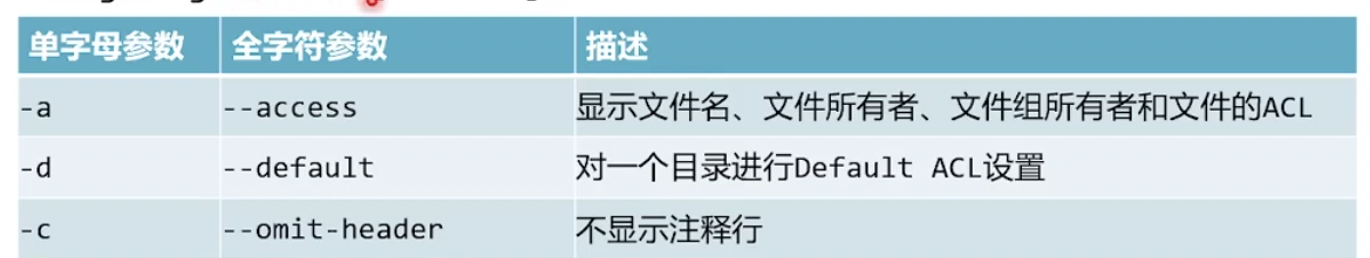 单字母参数 全字符参数 描述
-a --access 显示文件名、文件所有者、文件组所有者和文件的ACL
-d --default 对一个目录进行Default ACL设置
-c --omit-header 不显示注释行